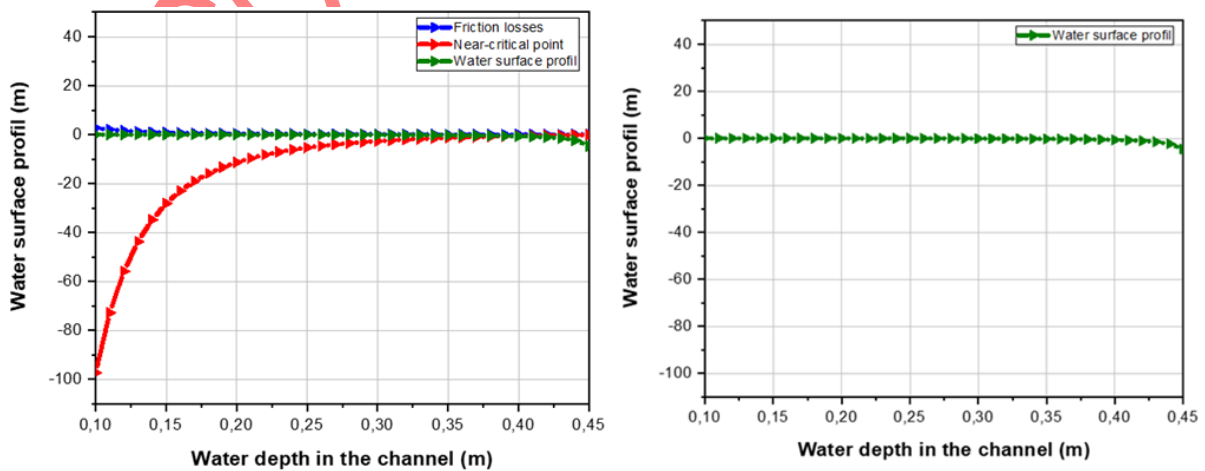 Friction losses
Near-critical point
Water surface profil
40
20
0
-20
-40
-60
-80
-100
0,10 0,15 0,20 0,25 0,30 0,35 0,40 0,45
Water surface profil (m)
Water depth in the channel (m)
Water surface profil
40
20
0
-20
-40
-60
-80
-100
0,10 0,15 0,20 0,25 0,30 0,35 0,40 0,45
Water surface profil (m)
Water depth in the channel (m)